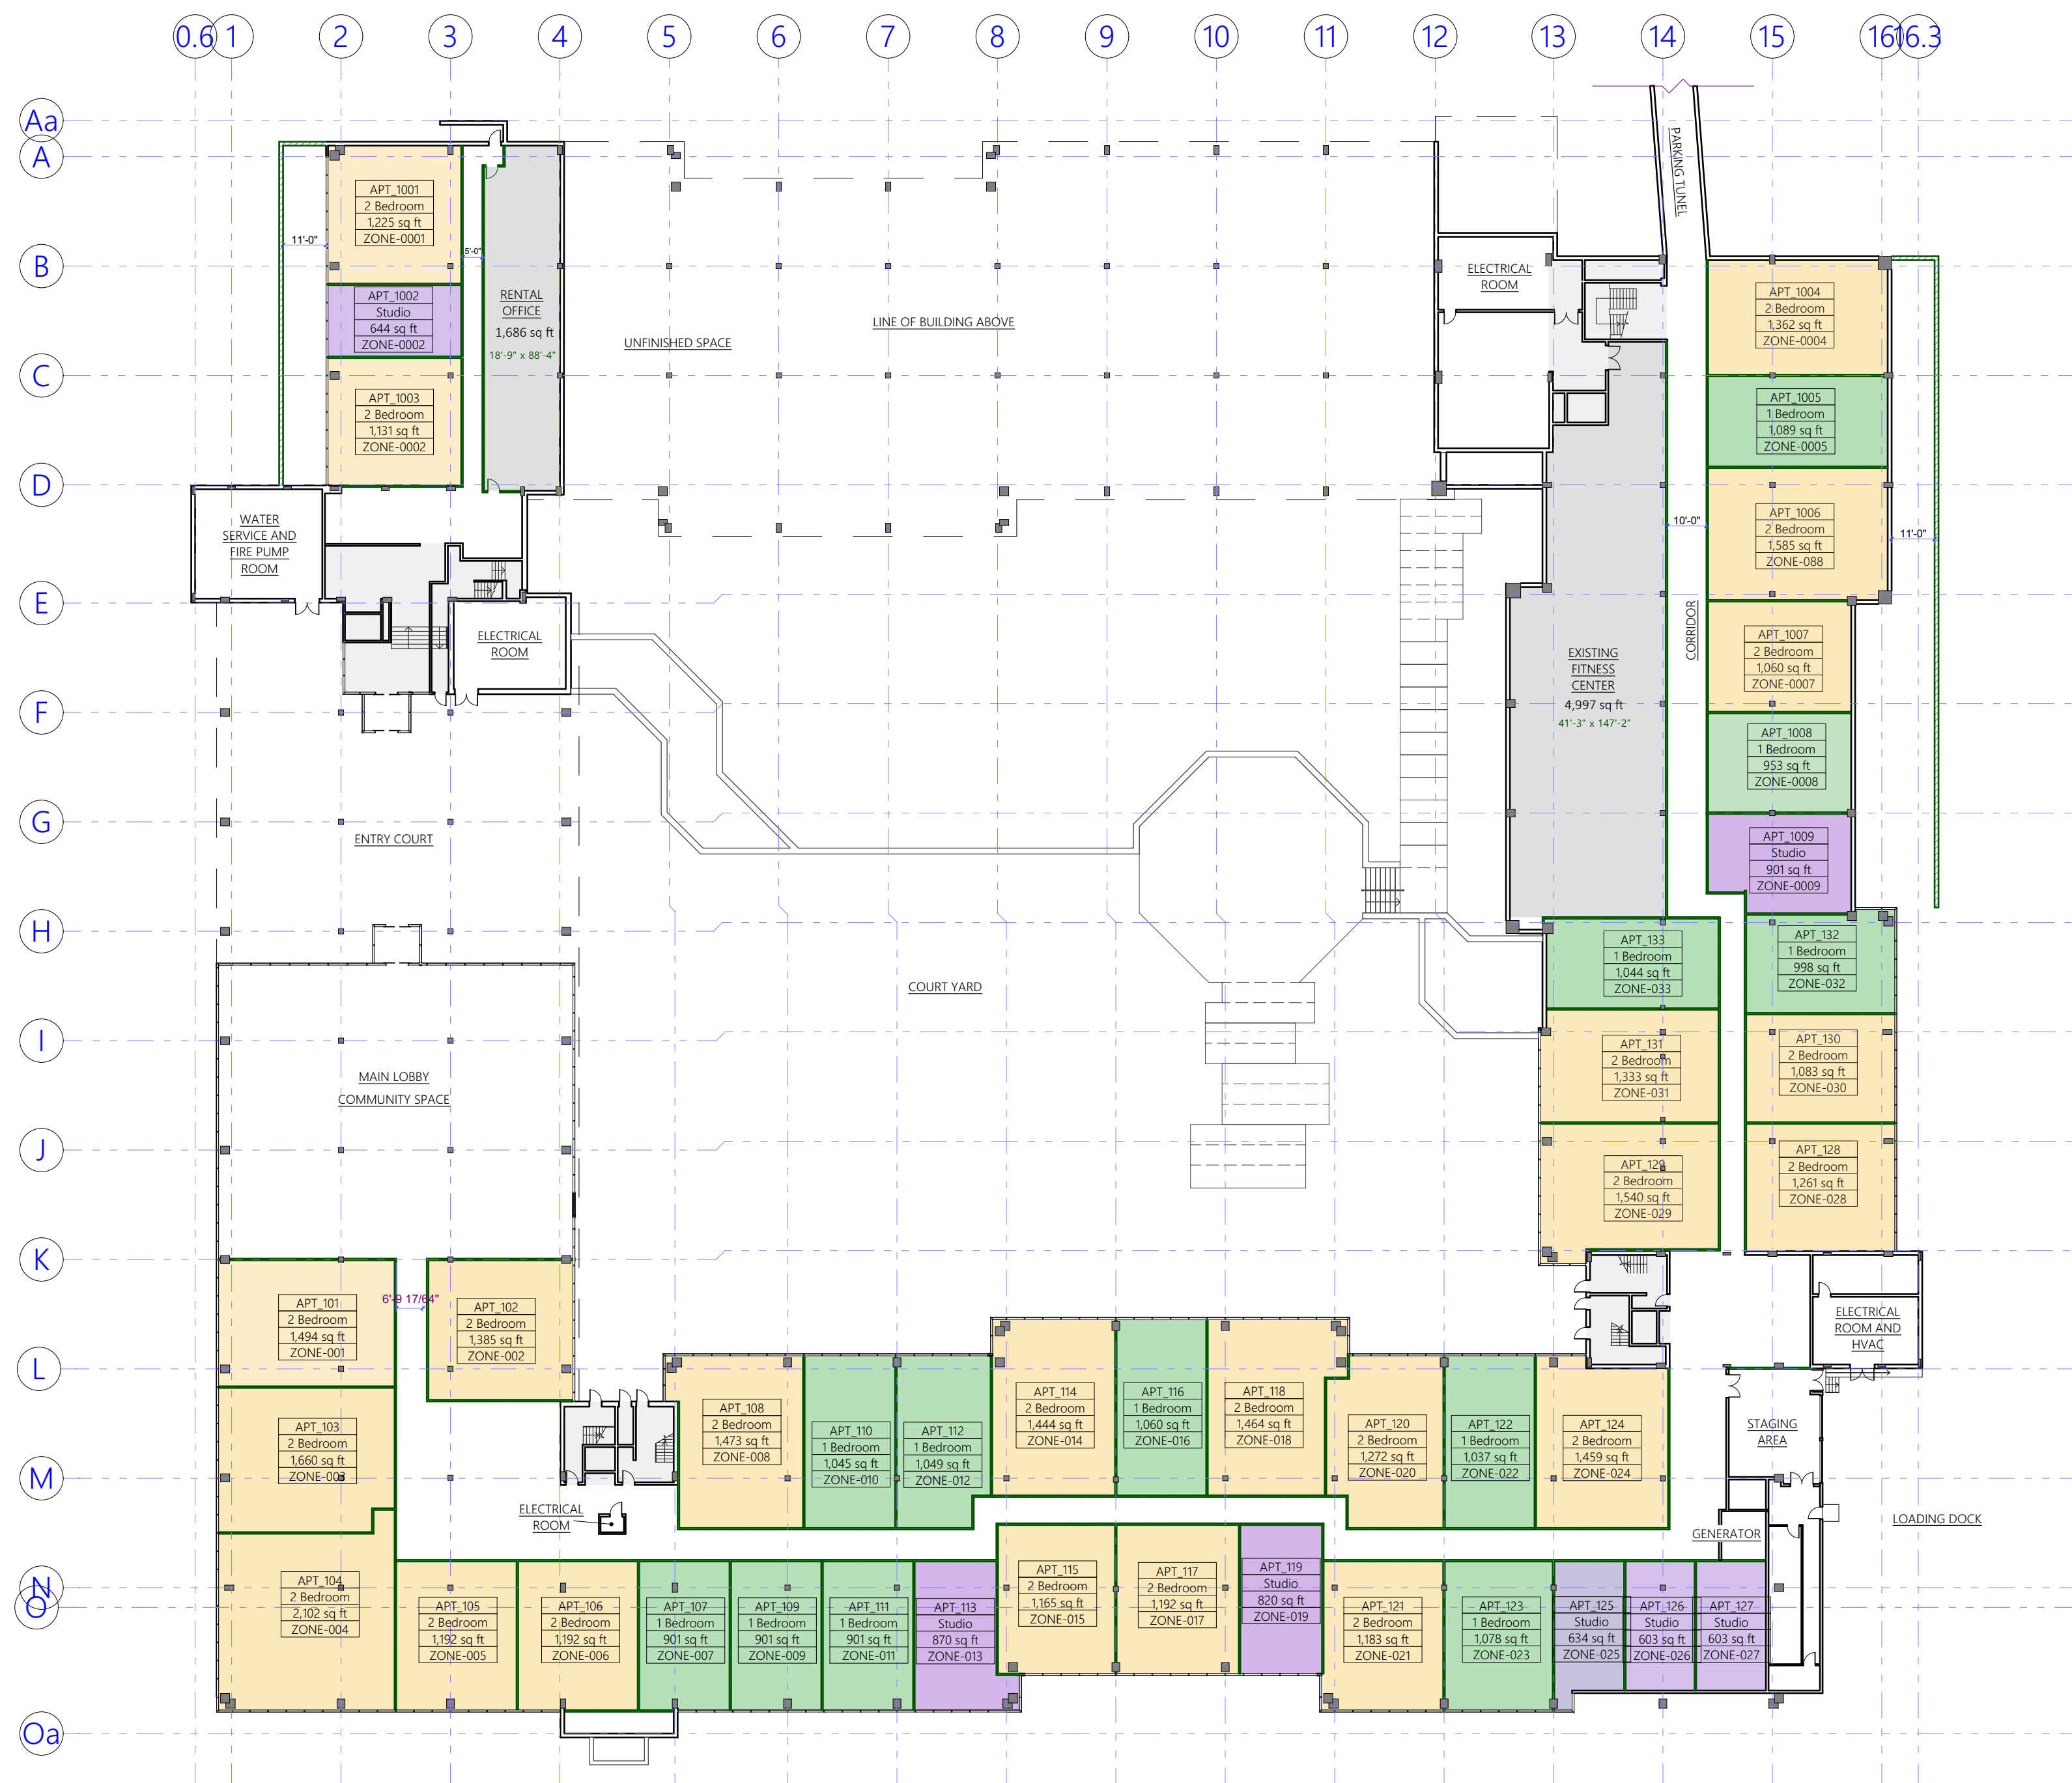 0.6
1
2
3
4
5
6
7
8
9
10
11
12
13
14
15
16
16.3
Aa
A
B
C
D
E
F
G
H
I
J
K
L
M
N
O
Oa
PARKING TUNEL
APT_1001
2 Bedroom
1,225 sq ft
ZONE-0001
11'-0"
5'-0"
APT_1002
Studio
644 sq ft
ZONE-0002
APT_1003
2 Bedroom
1,131 sq ft
ZONE-0002
RENTAL
OFFICE
1,686 sq ft
18'-9" x 88'-4"
UNFINISHED SPACE
LINE OF BUILDING ABOVE
ELECTRICAL
ROOM
APT_1004
2 Bedroom
1,362 sq ft
ZONE-0004
APT_1005
1 Bedroom
1,089 sq ft
ZONE-0005
APT_1006
2 Bedroom
1,585 sq ft
ZONE-088
10'-0"
11'-0"
WATER
SERVICE AND
FIRE PUMP
ROOM
ELECTRICAL
ROOM
EXISTING
FITNESS
CENTER
4,997 sq ft
41'-3" x 147'-2"
CORRIDOR
APT_1007
2 Bedroom
1,060 sq ft
ZONE-0007
APT_1008
1 Bedroom
953 sq ft
ZONE-0008
APT_1009
Studio
901 sq ft
ZONE-0009
ENTRY COURT
COURT YARD
APT_133
1 Bedroom
1,044 sq ft
ZONE-033
APT_132
1 Bedroom
998 sq ft
ZONE-032
MAIN LOBBY
COMMUNITY SPACE
APT_131
2 Bedroom
1,333 sq ft
ZONE-031
APT_130
2 Bedroom
1,083 sq ft
ZONE-030
APT_129
2 Bedroom
1,540 sq ft
ZONE-029
APT_128
2 Bedroom
1,261 sq ft
ZONE-028
APT_101
2 Bedroom
1,494 sq ft
ZONE-001
6'-9 17/64"
APT_102
2 Bedroom
1,385 sq ft
ZONE-002
ELECTRICAL
ROOM AND
HVAC
APT_103
2 Bedroom
1,660 sq ft
ZONE-003
APT_108
2 Bedroom
1,473 sq ft
ZONE-008
APT_110
1 Bedroom
1,045 sq ft
ZONE-010
APT_112
1 Bedroom
1,049 sq ft
ZONE-012
APT_114
2 Bedroom
1,444 sq ft
ZONE-014
APT_116
1 Bedroom
1,060 sq ft
ZONE-016
APT_118
2 Bedroom
1,464 sq ft
ZONE-018
APT_120
2 Bedroom
1,272 sq ft
ZONE-020
APT_122
1 Bedroom
1,037 sq ft
ZONE-022
APT_124
2 Bedroom
1,459 sq ft
ZONE-024
STAGING
AREA
ELECTRICAL
ROOM
GENERATOR
LOADING DOCK
APT_104
2 Bedroom
2,102 sq ft
ZONE-004
APT_105
2 Bedroom
1,192 sq ft
ZONE-005
APT_106
2 Bedroom
1,192 sq ft
ZONE-006
APT_107
1 Bedroom
901 sq ft
ZONE-007
APT_109
1 Bedroom
901 sq ft
ZONE-009
APT_111
1 Bedroom
901 sq ft
ZONE-011
APT_113
Studio
870 sq ft
ZONE-013
APT_115
2 Bedroom
1,165 sq ft
ZONE-015
APT_117
2 Bedroom
1,192 sq ft
ZONE-017
APT_119
Studio
820 sq ft
ZONE-019
APT_121
2 Bedroom
1,183 sq ft
ZONE-021
APT_123
1 Bedroom
1,078 sq ft
ZONE-023
APT_125
Studio
634 sq ft
ZONE-025
APT_126
Studio
603 sq ft
ZONE-026
APT_127
Studio
603 sq ft
ZONE-027